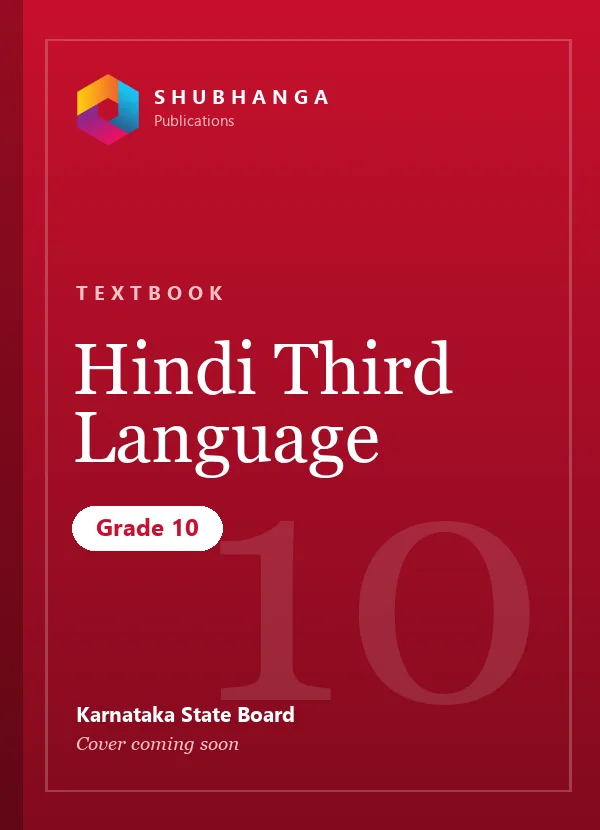 SHUBHANGA
Publications
TEXTBOOK
Hindi Third
Language
Grade 10
10
Karnataka State Board
Cover coming soon